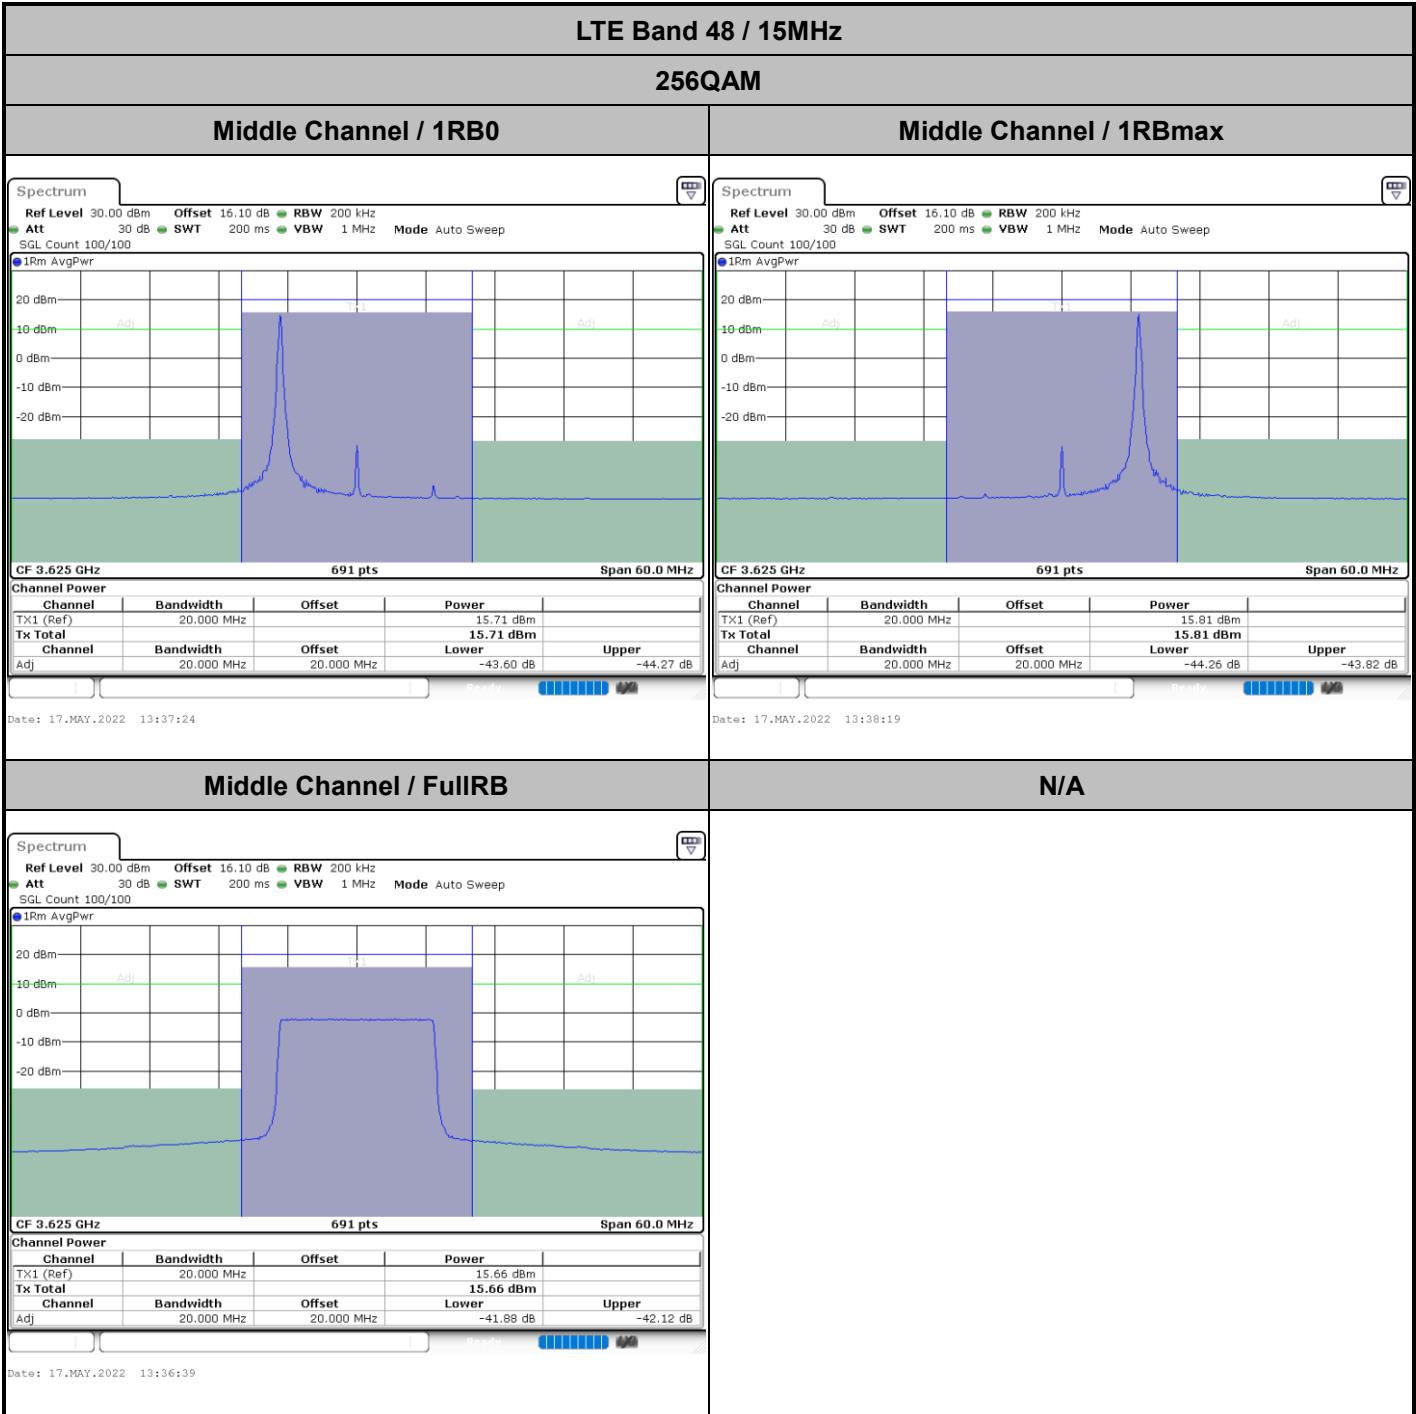 LTE Band 48 / 15MHz
256QAM
Middle Channel / 1RB0
Middle Channel / 1RBmax
Spectrum
Ref Level 30.00 dBm Offset 16.10 dB RBW 200 kHz
Att 30 dB SWT 200 ms VBW 1 MHz Mode Auto Sweep
SGL Count 100/100
1Rm AvgPwr
TX1
20 dBm
Adj Adj
10 dBm
0 dBm
-10 dBm
-20 dBm
CF 3.625 GHz 691 pts Span 60.0 MHz
Channel Power
Channel Bandwidth Offset Power
TX1 (Ref) 20.000 MHz 15.71 dBm
Tx Total 15.71 dBm
Channel Bandwidth Offset Lower Upper
Adj 20.000 MHz 20.000 MHz -43.60 dB -44.27 dB
Ready
Date: 17.MAY.2022 13:37:24
Spectrum
Ref Level 30.00 dBm Offset 16.10 dB RBW 200 kHz
Att 30 dB SWT 200 ms VBW 1 MHz Mode Auto Sweep
SGL Count 100/100
1Rm AvgPwr
TX1
20 dBm
Adj Adj
10 dBm
0 dBm
-10 dBm
-20 dBm
CF 3.625 GHz 691 pts Span 60.0 MHz
Channel Power
Channel Bandwidth Offset Power
TX1 (Ref) 20.000 MHz 15.81 dBm
Tx Total 15.81 dBm
Channel Bandwidth Offset Lower Upper
Adj 20.000 MHz 20.000 MHz -44.26 dB -43.82 dB
Ready
Date: 17.MAY.2022 13:38:19
Middle Channel / FullRB
N/A
Spectrum
Ref Level 30.00 dBm Offset 16.10 dB RBW 200 kHz
Att 30 dB SWT 200 ms VBW 1 MHz Mode Auto Sweep
SGL Count 100/100
1Rm AvgPwr
20 dBm
TX1
Adj Adj
10 dBm
0 dBm
-10 dBm
-20 dBm
CF 3.625 GHz 691 pts Span 60.0 MHz
Channel Power
Channel Bandwidth Offset Power
TX1 (Ref) 20.000 MHz 15.66 dBm
Tx Total 15.66 dBm
Channel Bandwidth Offset Lower Upper
Adj 20.000 MHz 20.000 MHz -41.88 dB -42.12 dB
Ready
Date: 17.MAY.2022 13:36:39